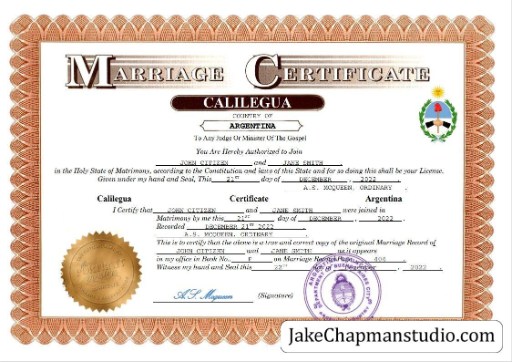 MARRIAGE CERTIFICATE
CALILEGUA
COUNTRY OF
ARGENTINA
To Any Judge Or Minister Of The Gospel
You Are Hereby Authorized to Join
JOHN CITIZEN and JANE SMITH ,
in the Holy State of Matrimony, according to the Constitution and laws of this State and for so doing this shall be your License.
Given under my hand and Seal, This 21ST day of DECEMBER , 2022 .
A.S. MCQUEEN, ORDINARY .
Calilegua Certificate Argentina
I Certify that JOHN CITIZEN and JANE SMITH were joined in
Matrimony by me this 21ST day of DECEMBER , 2022 .
Recorded DECEMBER 21ST 2022 ,
A.S. MCQUEEN, ORDINARY
This is to certify that the above is a true and correct copy of the original Marriage Record of
JOHN CITIZEN and JANE SMITH as it appears
in my office in Book No. F on Marriage Record Page 404 .
Witness my hand and Seal this 22ND day of DECEMBER , 2022 .
A.S. Mcqueen (Signature)
JakeChapmanstudio.com